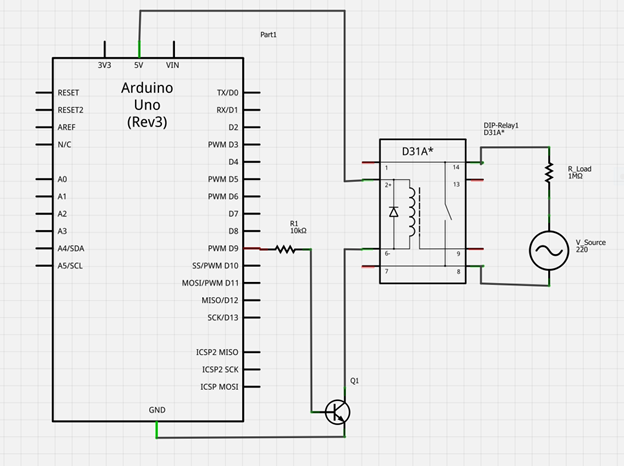 Part1
3V3 5V VIN
Arduino
Uno
(Rev3)
RESET
RESET2
AREF
N/C
A0
A1
A2
A3
A4/SDA
A5/SCL
TX/D0
RX/D1
D2
PWM D3
D4
PWM D5
PWM D6
D7
D8
PWM D9
SS/PWM D10
MOSI/PWM D11
MISO/D12
SCK/D13
ICSP2 MISO
ICSP2 SCK
ICSP MOSI
GND
R1
10kΩ
Q1
D31A*
1 14
2+ 13
6- 9
7 8
DIP-Relay1
D31A*
R_Load
1MΩ
V_Source
220